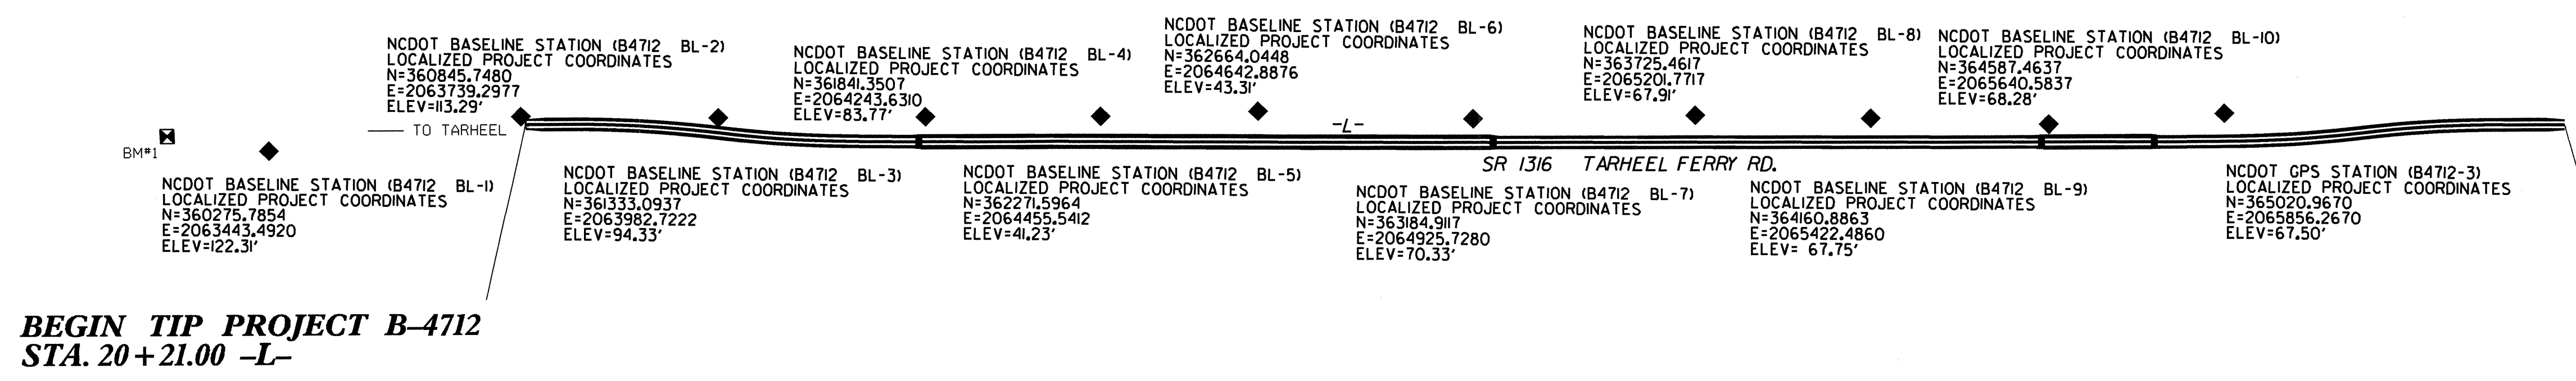 NCDOT BASELINE STATION (B4712 BL-2)
LOCALIZED PROJECT COORDINATES
N=360845.7480
E=2063739.2977
ELEV=113.29'
NCDOT BASELINE STATION (B4712 BL-4)
LOCALIZED PROJECT COORDINATES
N=361841.3507
E=2064243.6310
ELEV=83.77'
NCDOT BASELINE STATION (B4712 BL-6)
LOCALIZED PROJECT COORDINATES
N=362664.0448
E=2064642.8876
ELEV=43.31'
NCDOT BASELINE STATION (B4712 BL-8)
LOCALIZED PROJECT COORDINATES
N=363725.4617
E=2065201.7717
ELEV=67.91'
NCDOT BASELINE STATION (B4712 BL-10)
LOCALIZED PROJECT COORDINATES
N=364587.4637
E=2065640.5837
ELEV=68.28'
TO TARHEEL
-L-
BM#1
SR 1316 TARHEEL FERRY RD.
NCDOT BASELINE STATION (B4712 BL-1)
LOCALIZED PROJECT COORDINATES
N=360275.7854
E=2063443.4920
ELEV=122.31'
NCDOT BASELINE STATION (B4712 BL-3)
LOCALIZED PROJECT COORDINATES
N=361333.0937
E=2063982.7222
ELEV=94.33'
NCDOT BASELINE STATION (B4712 BL-5)
LOCALIZED PROJECT COORDINATES
N=362271.5964
E=2064455.5412
ELEV=41.23'
NCDOT BASELINE STATION (B4712 BL-7)
LOCALIZED PROJECT COORDINATES
N=363184.9117
E=2064925.7280
ELEV=70.33'
NCDOT BASELINE STATION (B4712 BL-9)
LOCALIZED PROJECT COORDINATES
N=364160.8863
E=2065422.4860
ELEV= 67.75'
NCDOT GPS STATION (B4712-3)
LOCALIZED PROJECT COORDINATES
N=365020.9670
E=2065856.2670
ELEV=67.50'
BEGIN TIP PROJECT B-4712
STA. 20+21.00 -L-